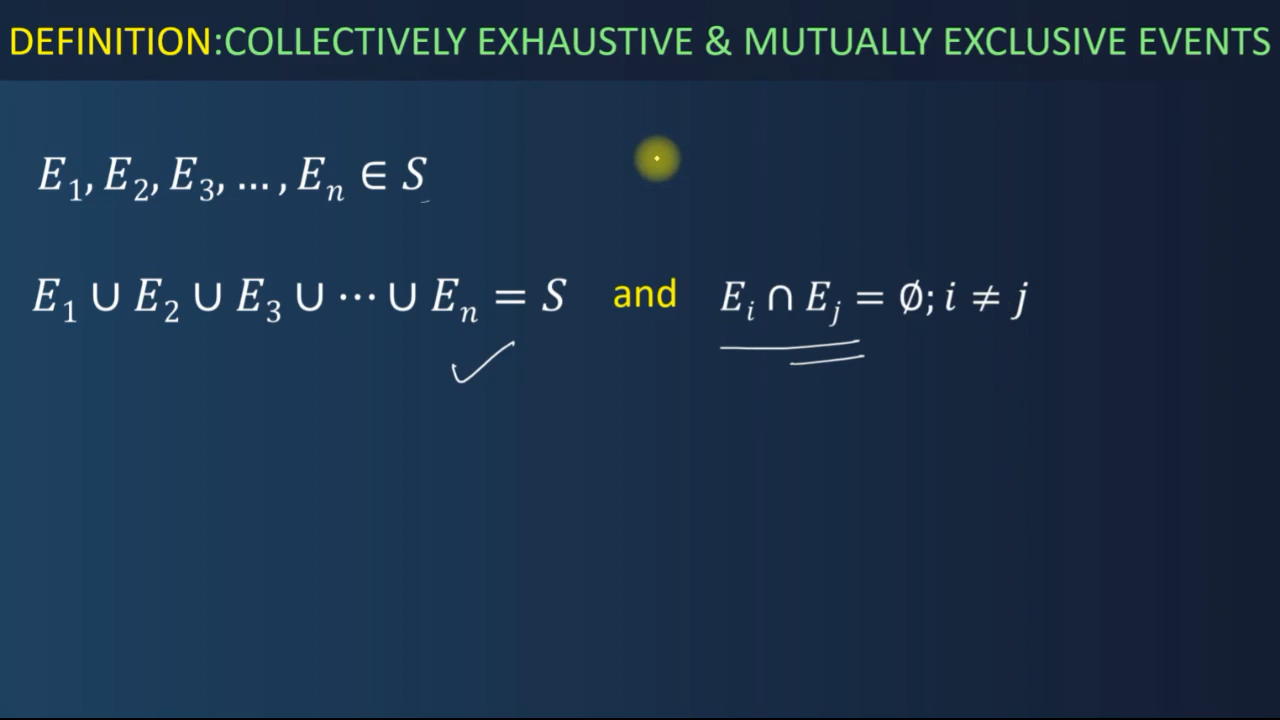 DEFINITION:COLLECTIVELY EXHAUSTIVE & MUTUALLY EXCLUSIVE EVENTS
E₁, E₂, E₃, … , Eₙ ∈ S
E₁ ∪ E₂ ∪ E₃ ∪ ⋯ ∪ Eₙ = S and Eᵢ ∩ Eⱼ = ∅; i ≠ j